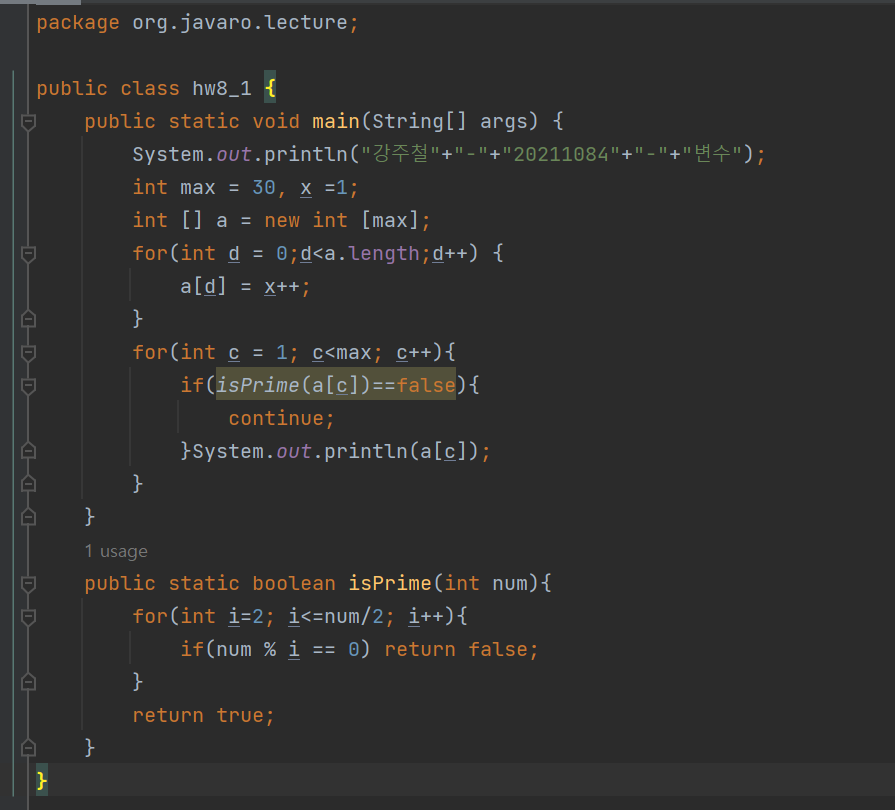 package org.javaro.lecture;
public class hw8_1 {
public static void main(String[] args) {
System.out.println("강주철"+"-"+"20211084"+"-"+"변수");
int max = 30, x =1;
int [] a = new int [max];
for(int d = 0;d<a.length;d++) {
a[d] = x++;
}
for(int c = 1; c<max; c++){
if(isPrime(a[c])==false){
continue;
}System.out.println(a[c]);
}
}
1 usage
public static boolean isPrime(int num){
for(int i=2; i<=num/2; i++){
if(num % i == 0) return false;
}
return true;
}
}